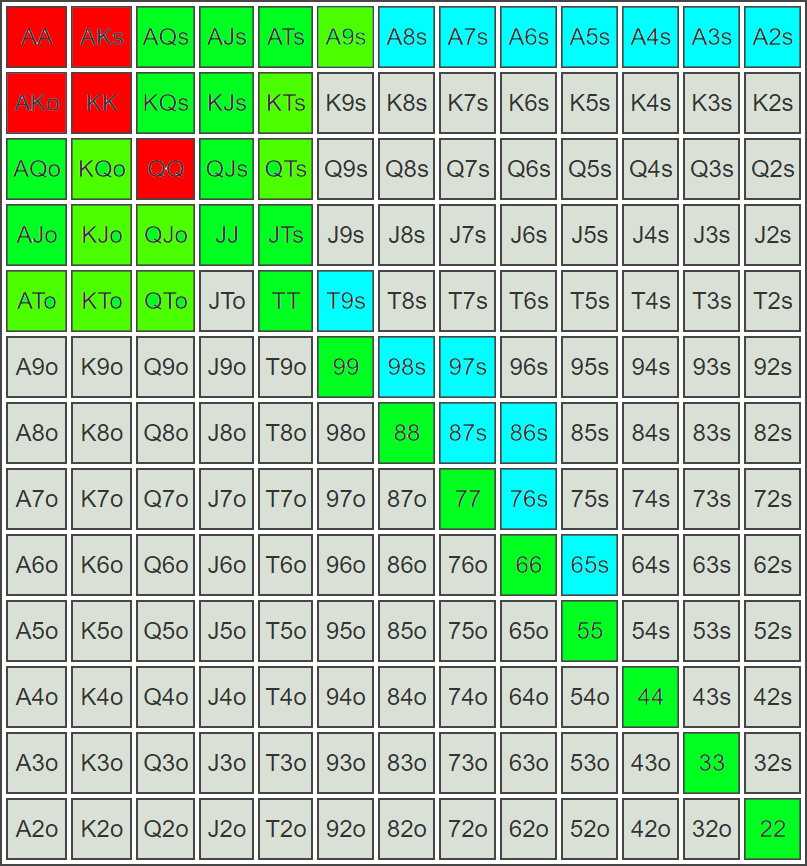 AA AKs AQs AJs ATs A9s A8s A7s A6s A5s A4s A3s A2s
AKo KK KQs KJs KTs K9s K8s K7s K6s K5s K4s K3s K2s
AQo KQo QQ QJs QTs Q9s Q8s Q7s Q6s Q5s Q4s Q3s Q2s
AJo KJo QJo JJ JTs J9s J8s J7s J6s J5s J4s J3s J2s
ATo KTo QTo JTo TT T9s T8s T7s T6s T5s T4s T3s T2s
A9o K9o Q9o J9o T9o 99 98s 97s 96s 95s 94s 93s 92s
A8o K8o Q8o J8o T8o 98o 88 87s 86s 85s 84s 83s 82s
A7o K7o Q7o J7o T7o 97o 87o 77 76s 75s 74s 73s 72s
A6o K6o Q6o J6o T6o 96o 86o 76o 66 65s 64s 63s 62s
A5o K5o Q5o J5o T5o 95o 85o 75o 65o 55 54s 53s 52s
A4o K4o Q4o J4o T4o 94o 84o 74o 64o 54o 44 43s 42s
A3o K3o Q3o J3o T3o 93o 83o 73o 63o 53o 43o 33 32s
A2o K2o Q2o J2o T2o 92o 82o 72o 62o 52o 42o 32o 22